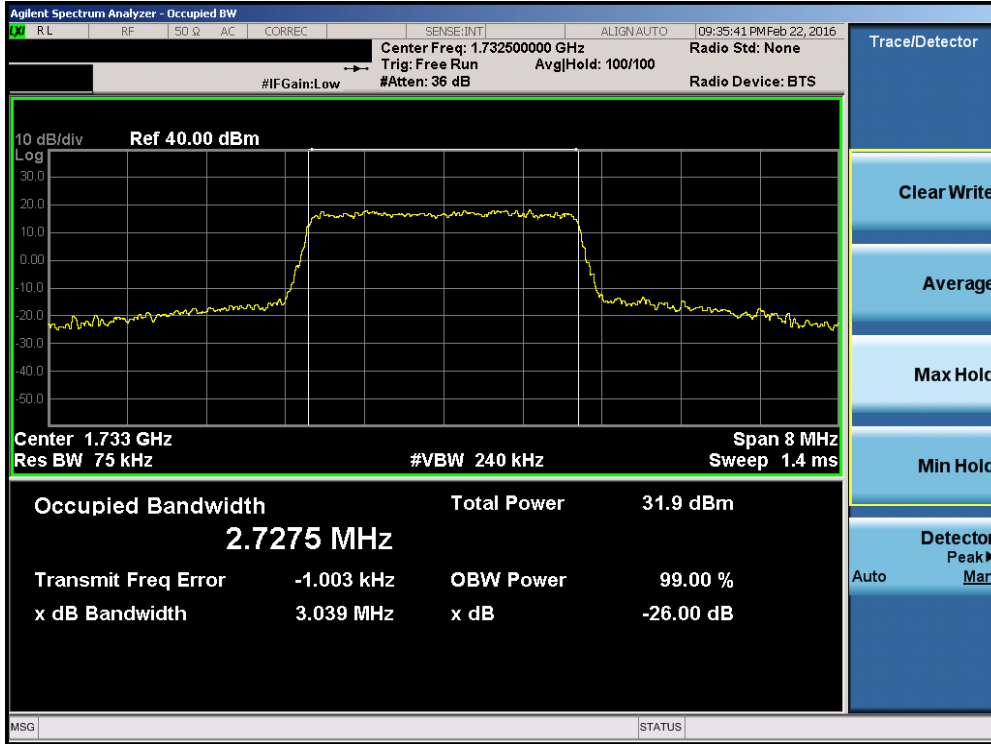 Agilent Spectrum Analyzer - Occupied BW
LXI RL RF 50 Ω AC CORREC SENSE:INT ALIGN AUTO 09:35:41 PM Feb 22, 2016
Center Freq: 1.732500000 GHz Radio Std: None
Trig: Free Run Avg|Hold: 100/100
#IFGain:Low #Atten: 36 dB Radio Device: BTS
Trace/Detector
10 dB/div Ref 40.00 dBm
Log
30.0
20.0
10.0
0.00
-10.0
-20.0
-30.0
-40.0
-50.0
Center 1.733 GHz Span 8 MHz
Res BW 75 kHz #VBW 240 kHz Sweep 1.4 ms
Clear Write
Average
Max Hold
Min Hold
Detector
Peak
Auto Man
Occupied Bandwidth Total Power 31.9 dBm
2.7275 MHz
Transmit Freq Error -1.003 kHz OBW Power 99.00 %
x dB Bandwidth 3.039 MHz x dB -26.00 dB
MSG STATUS